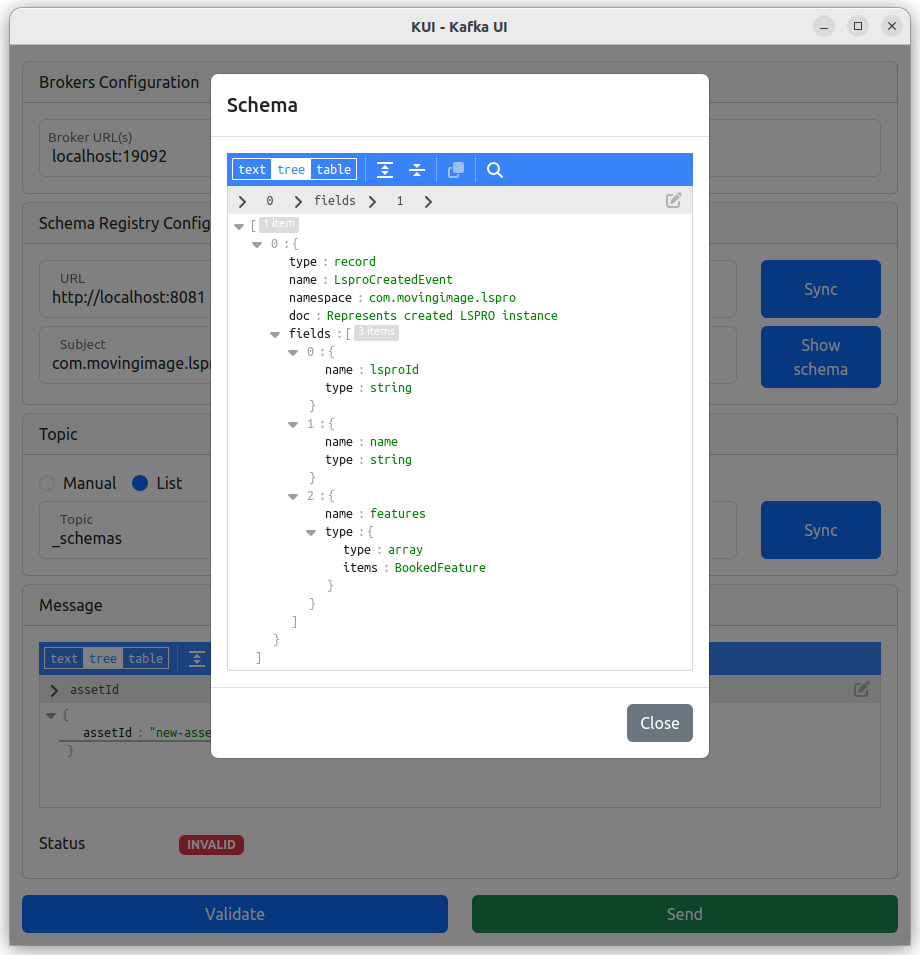 KUI - Kafka UI
Brokers Configuration
Broker URL(s)
localhost:19092
Schema Registry Config
URL
http://localhost:8081
Sync
Subject
com.movingimage.lsp
Show
schema
Topic
Manual List
Topic
_schemas
Sync
Message
text tree table
assetId
{
assetId : "new-asse
}
Status INVALID
Validate Send
Schema
text tree table
0 fields 1
[ 1 item
0 : {
type : record
name : LsproCreatedEvent
namespace : com.movingimage.lspro
doc : Represents created LSPRO instance
fields : [ 3 items
0 : {
name : lsproId
type : string
}
1 : {
name : name
type : string
}
2 : {
name : features
type : {
type : array
items : BookedFeature
}
}
]
}
]
Close